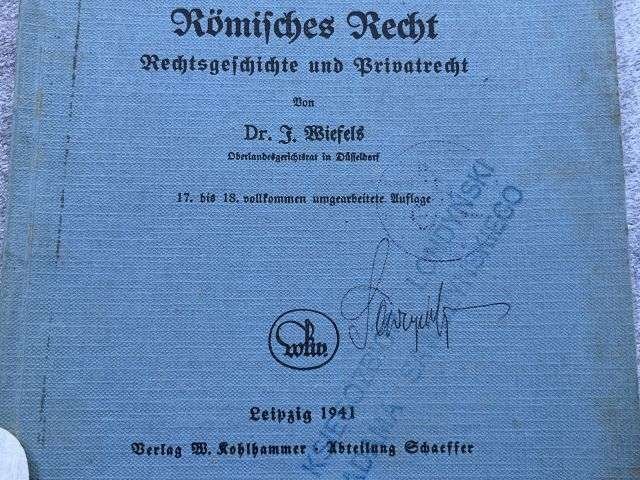 Römisches Recht
Rechtsgeschichte und Privatrecht
Von
Dr. J. Wiefels
Oberlandesgerichtsrat in Düsseldorf
17. bis 18. vollkommen umgearbeitete Auflage
Leipzig 1941
Verlag W. Kohlhammer · Abteilung Schaeffer